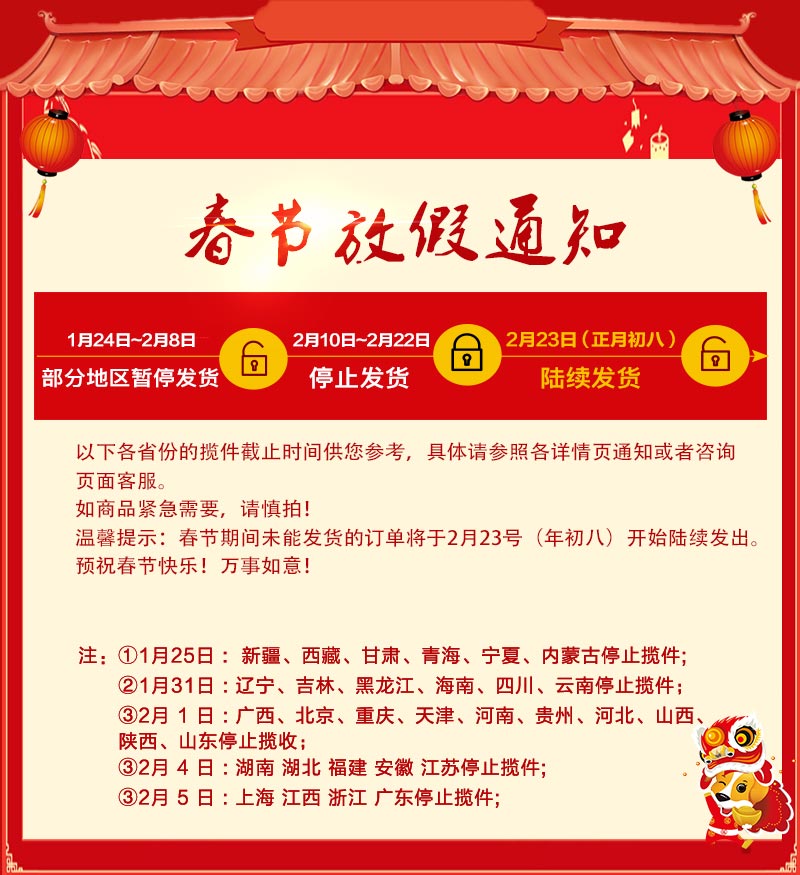 春节放假通知
1月24日~2月8日
部分地区暂停发货
2月10日~2月22日
停止发货
2月23日（正月初八）
陆续发货
以下各省份的揽件截止时间供您参考，具体请参照各详情页通知或者咨询
页面客服。
如商品紧急需要，请慎拍！
温馨提示：春节期间未能发货的订单将于2月23号（年初八）开始陆续发出。
预祝春节快乐！万事如意！
注：①1月25日：新疆、西藏、甘肃、青海、宁夏、内蒙古停止揽件;
②1月31日：辽宁、吉林、黑龙江、海南、四川、云南停止揽件；
③2月 1 日：广西、北京、重庆、天津、河南、贵州、河北、山西、
陕西、山东停止揽收；
③2月 4 日：湖南 湖北 福建 安徽 江苏停止揽件;
③2月 5 日：上海 江西 浙江 广东停止揽件;